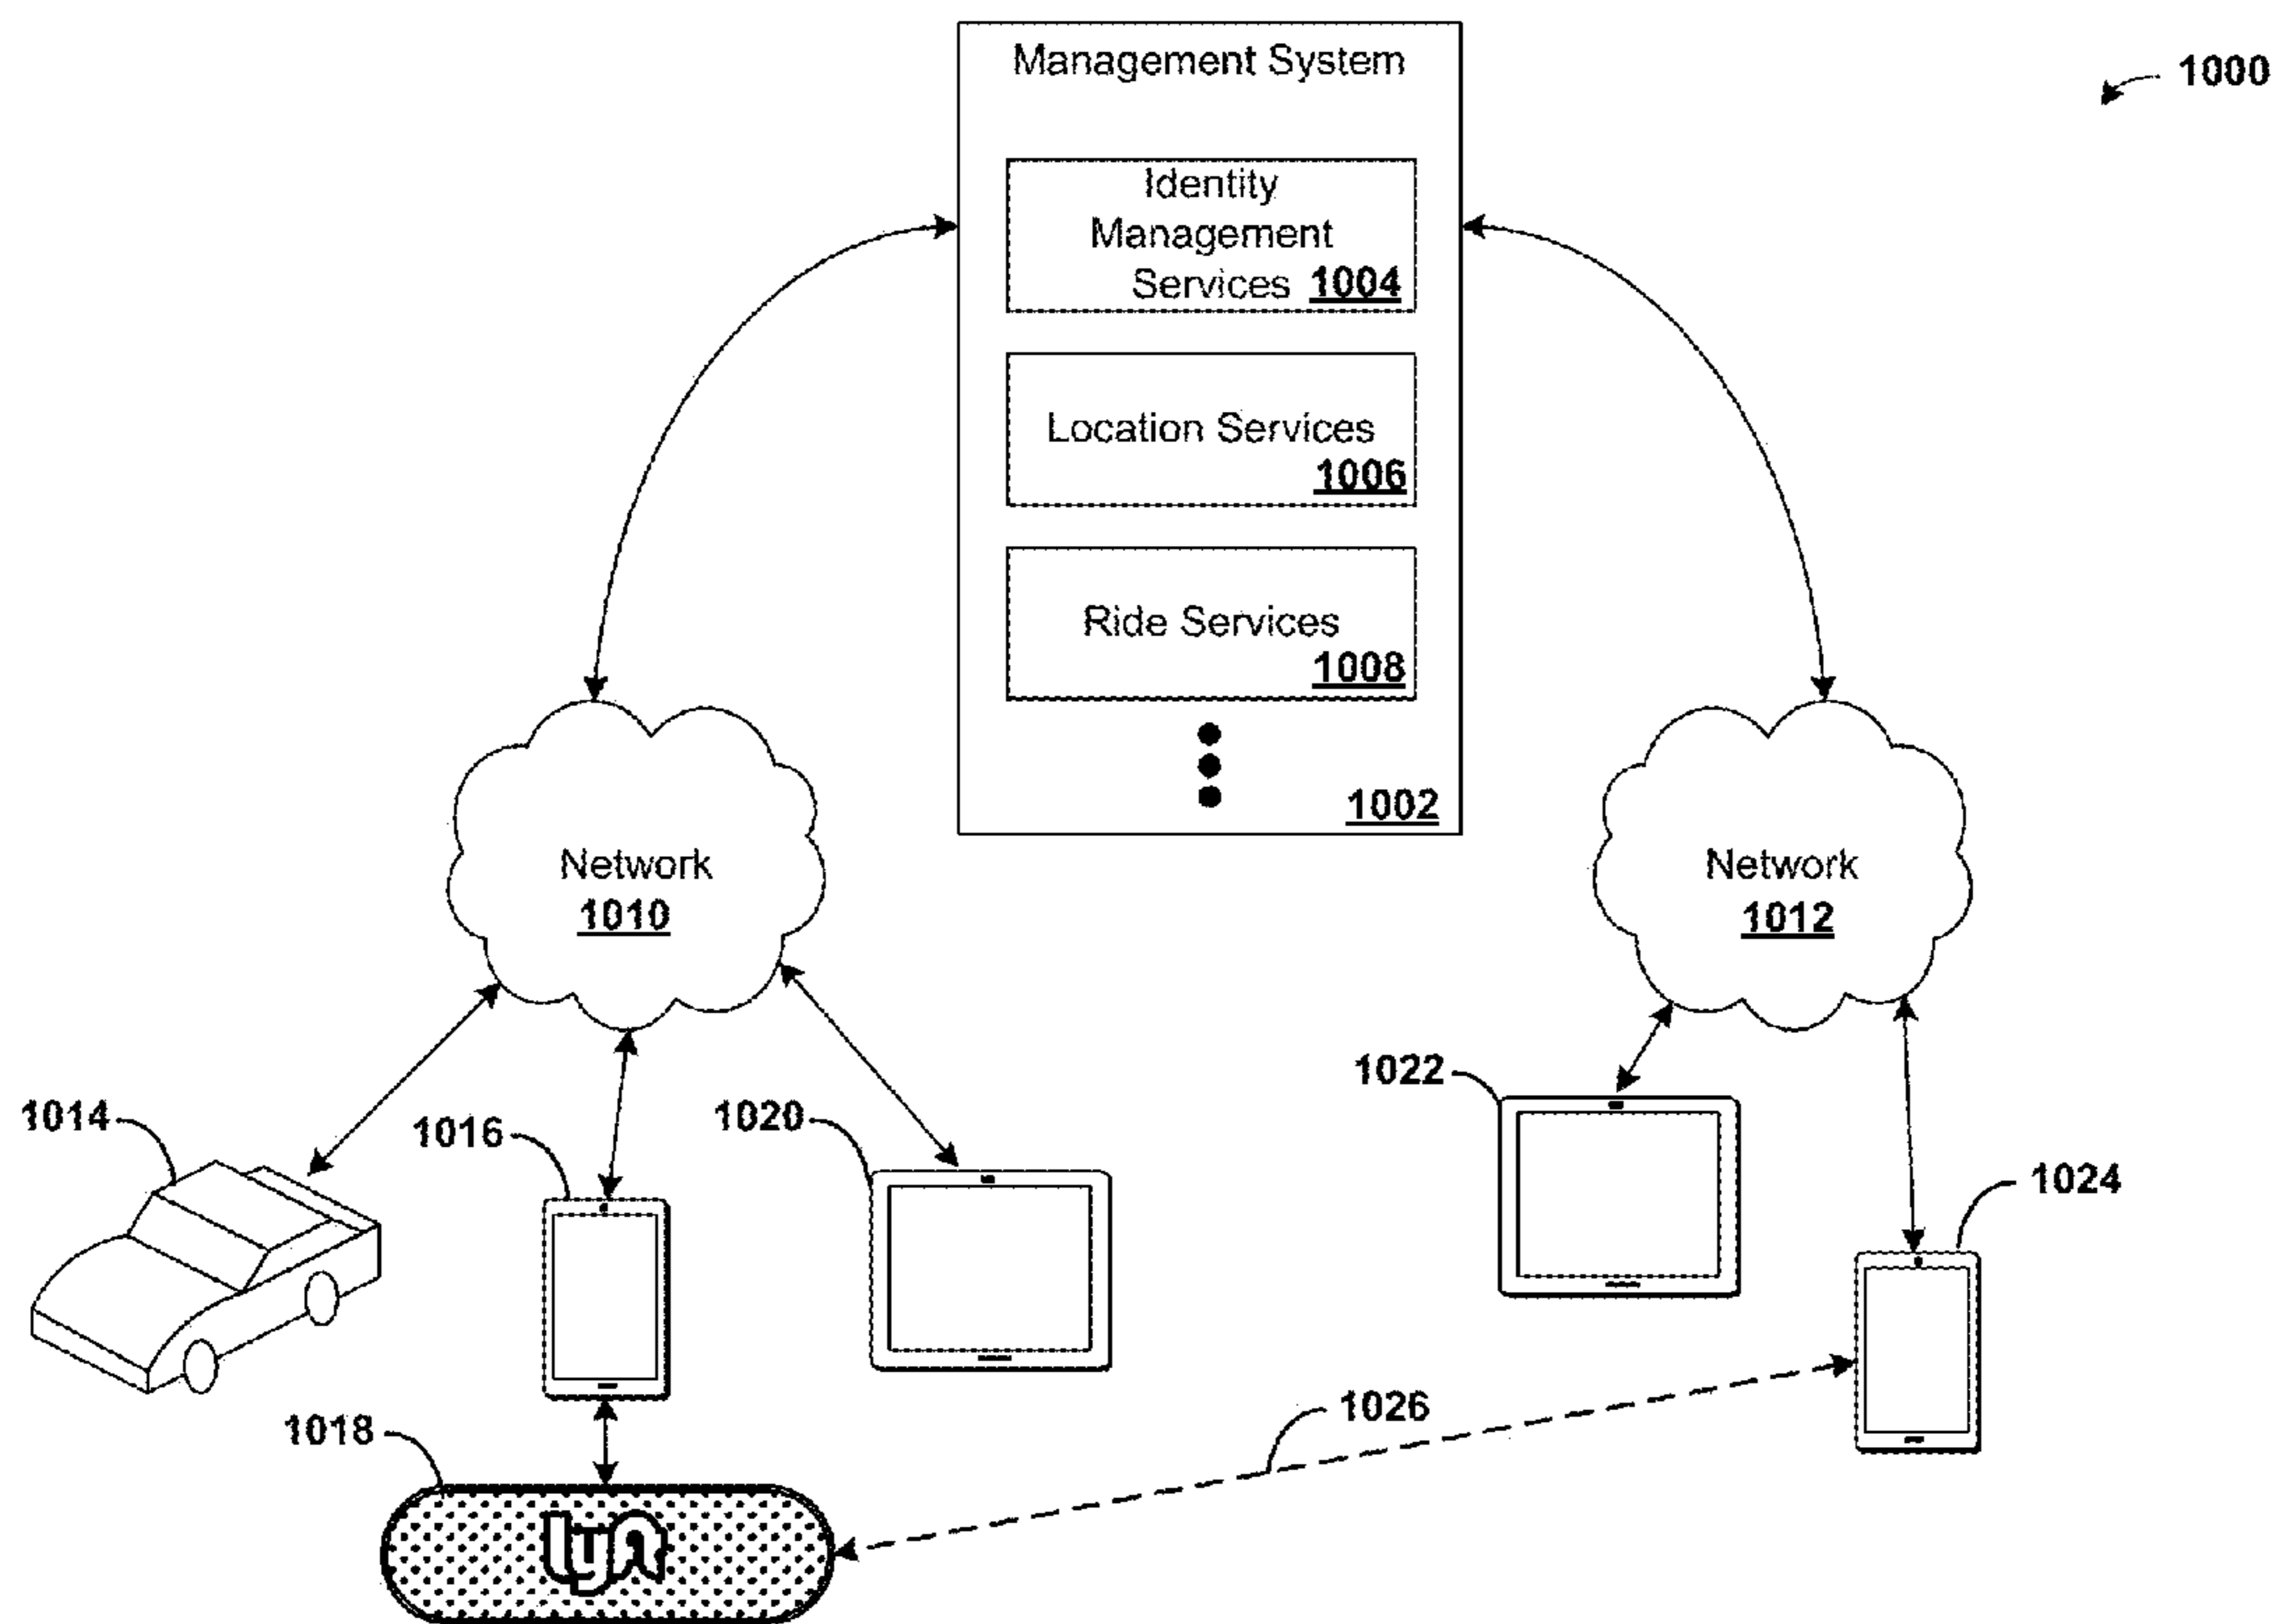 Management System
1000
Identity
Management
Services 1004
Location Services
1006
Ride Services
1008
1002
Network
1010
Network
1012
1014
1016
1020
1022
1024
1018
1026
lyft